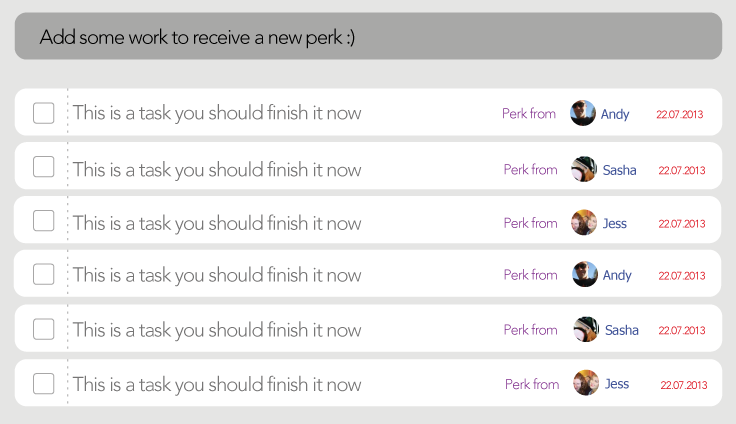 Add some work to receive a new perk :)
This is a task you should finish it now Perk from Andy 22.07.2013
This is a task you should finish it now Perk from Sasha 22.07.2013
This is a task you should finish it now Perk from Jess 22.07.2013
This is a task you should finish it now Perk from Andy 22.07.2013
This is a task you should finish it now Perk from Sasha 22.07.2013
This is a task you should finish it now Perk from Jess 22.07.2013